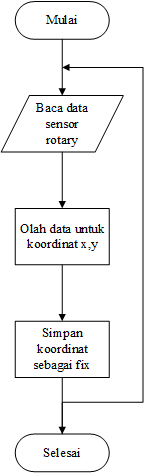 Mulai
Baca data
sensor
rotary
Olah data untuk
koordinat x,y
Simpan
koordinat
sebagai fix
Selesai